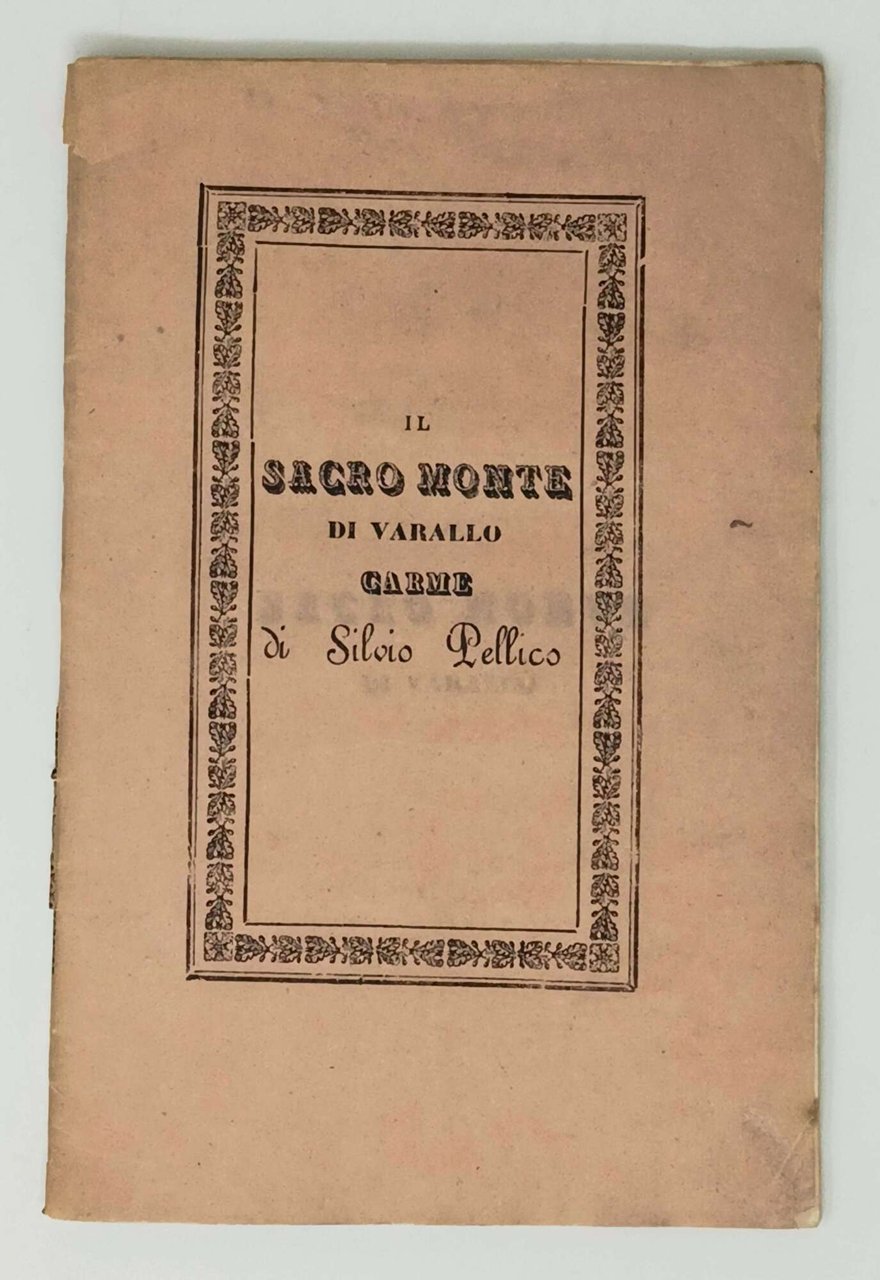 IL
SACRO MONTE
DI VARALLO
CARME
di Silvio Pellico